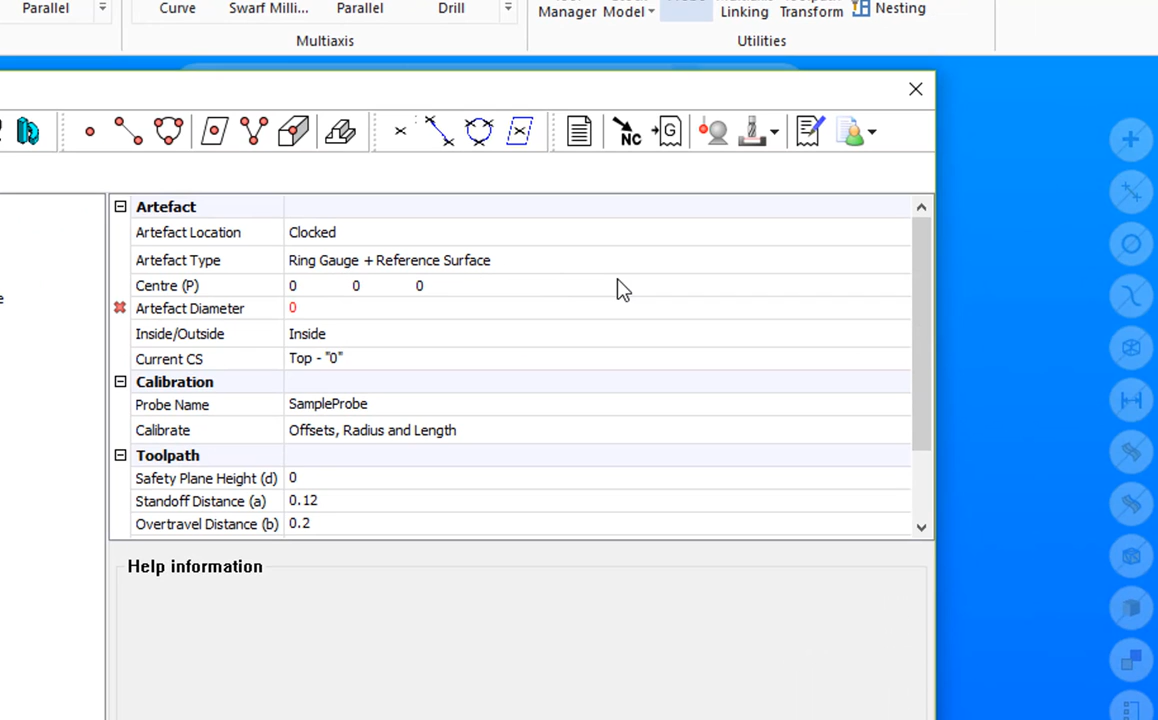 Parallel Curve Swarf Milli... Parallel Drill Manager Model Linking Transform Nesting
Multiaxis Utilities
NC G
Artefact
Artefact Location Clocked
Artefact Type Ring Gauge + Reference Surface
Centre (P) 0 0 0
Artefact Diameter 0
Inside/Outside Inside
Current CS Top - "0"
Calibration
Probe Name SampleProbe
Calibrate Offsets, Radius and Length
Toolpath
Safety Plane Height (d) 0
Standoff Distance (a) 0.12
Overtravel Distance (b) 0.2
Help information